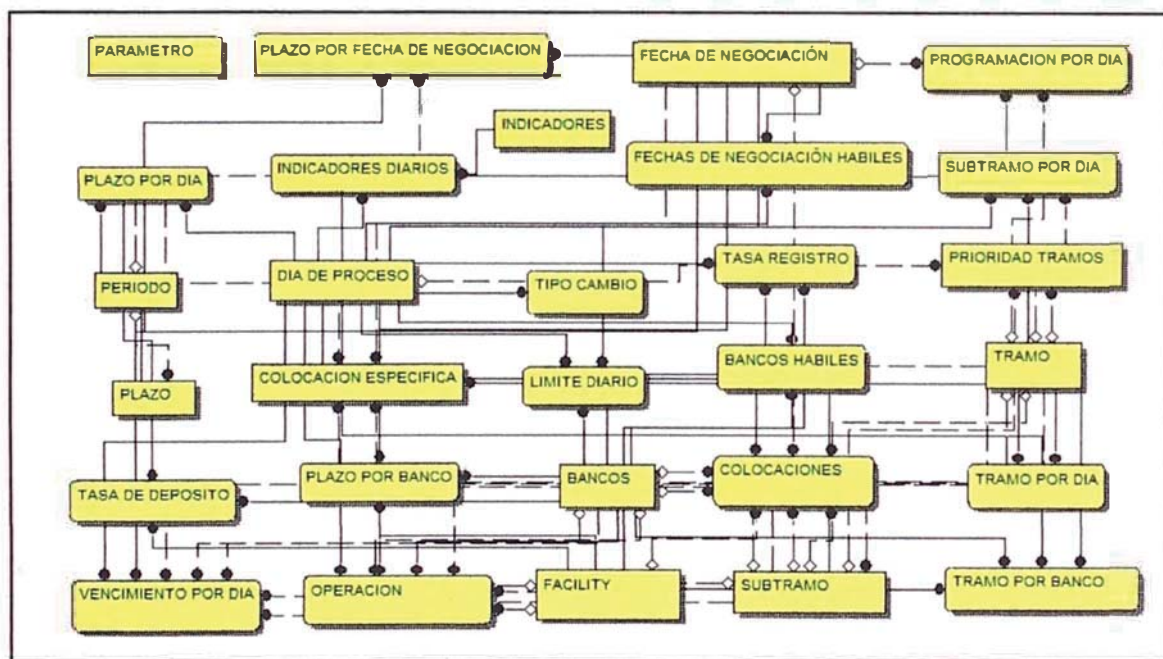 PARAMETRO
PLAZO POR FECHA DE NEGOCIACION
FECHA DE NEGOCIACIÓN
PROGRAMACION POR DIA
INDICADORES
PLAZO POR DIA
INDICADORES DIARIOS
FECHAS DE NEGOCIACIÓN HABILES
SUBTRAMO POR DIA
PERIODO
DIA DE PROCESO
TIPO CAMBIO
TASA REGISTRO
PRIORIDAD TRAMOS
PLAZO
COLOCACION ESPECIFICA
LIMITE DIARIO
BANCOS HABILES
TRAMO
TASA DE DEPOSITO
PLAZO POR BANCO
BANCOS
COLOCACIONES
TRAMO POR DIA
VENCIMIENTO POR DIA
OPERACION
FACILITY
SUBTRAMO
TRAMO POR BANCO